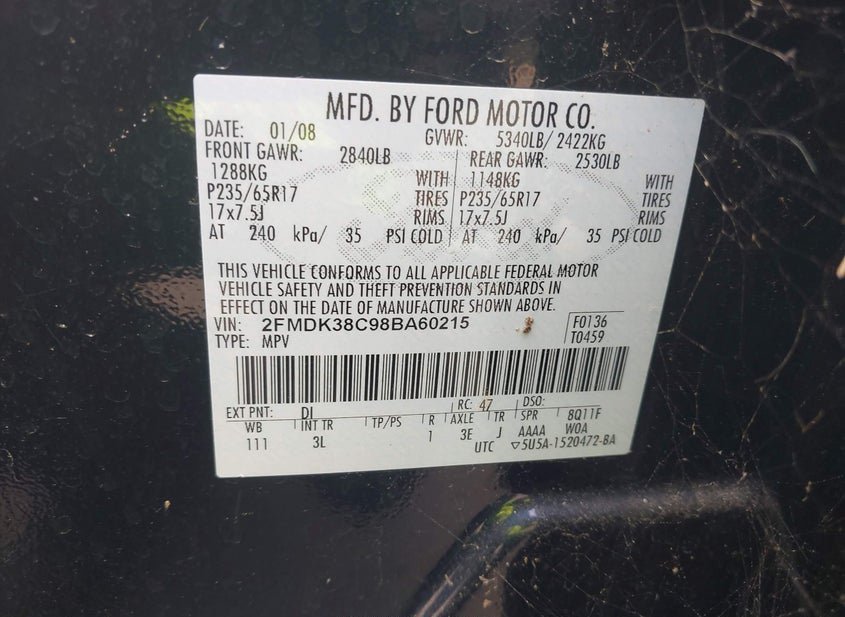 MFD. BY FORD MOTOR CO.
DATE: 01/08 GVWR: 5340LB/ 2422KG
FRONT GAWR: 2840LB REAR GAWR: 2530LB
1288KG WITH 1148KG WITH
P235/65R17 TIRES P235/65R17 TIRES
17x7.5J RIMS 17x7.5J RIMS
AT 240 kPa/ 35 PSI COLD AT 240 kPa/ 35 PSI COLD
THIS VEHICLE CONFORMS TO ALL APPLICABLE FEDERAL MOTOR
VEHICLE SAFETY AND THEFT PREVENTION STANDARDS IN
EFFECT ON THE DATE OF MANUFACTURE SHOWN ABOVE.
VIN: 2FMDK38C98BA60215 F0136
TYPE: MPV T0459
EXT PNT: DI RC: 47 DSO:
WB INT TR TP/PS R AXLE TR SPR 8Q11F
111 3L 1 3E J AAAA W0A
UTC ▽5U5A-1520472-BA